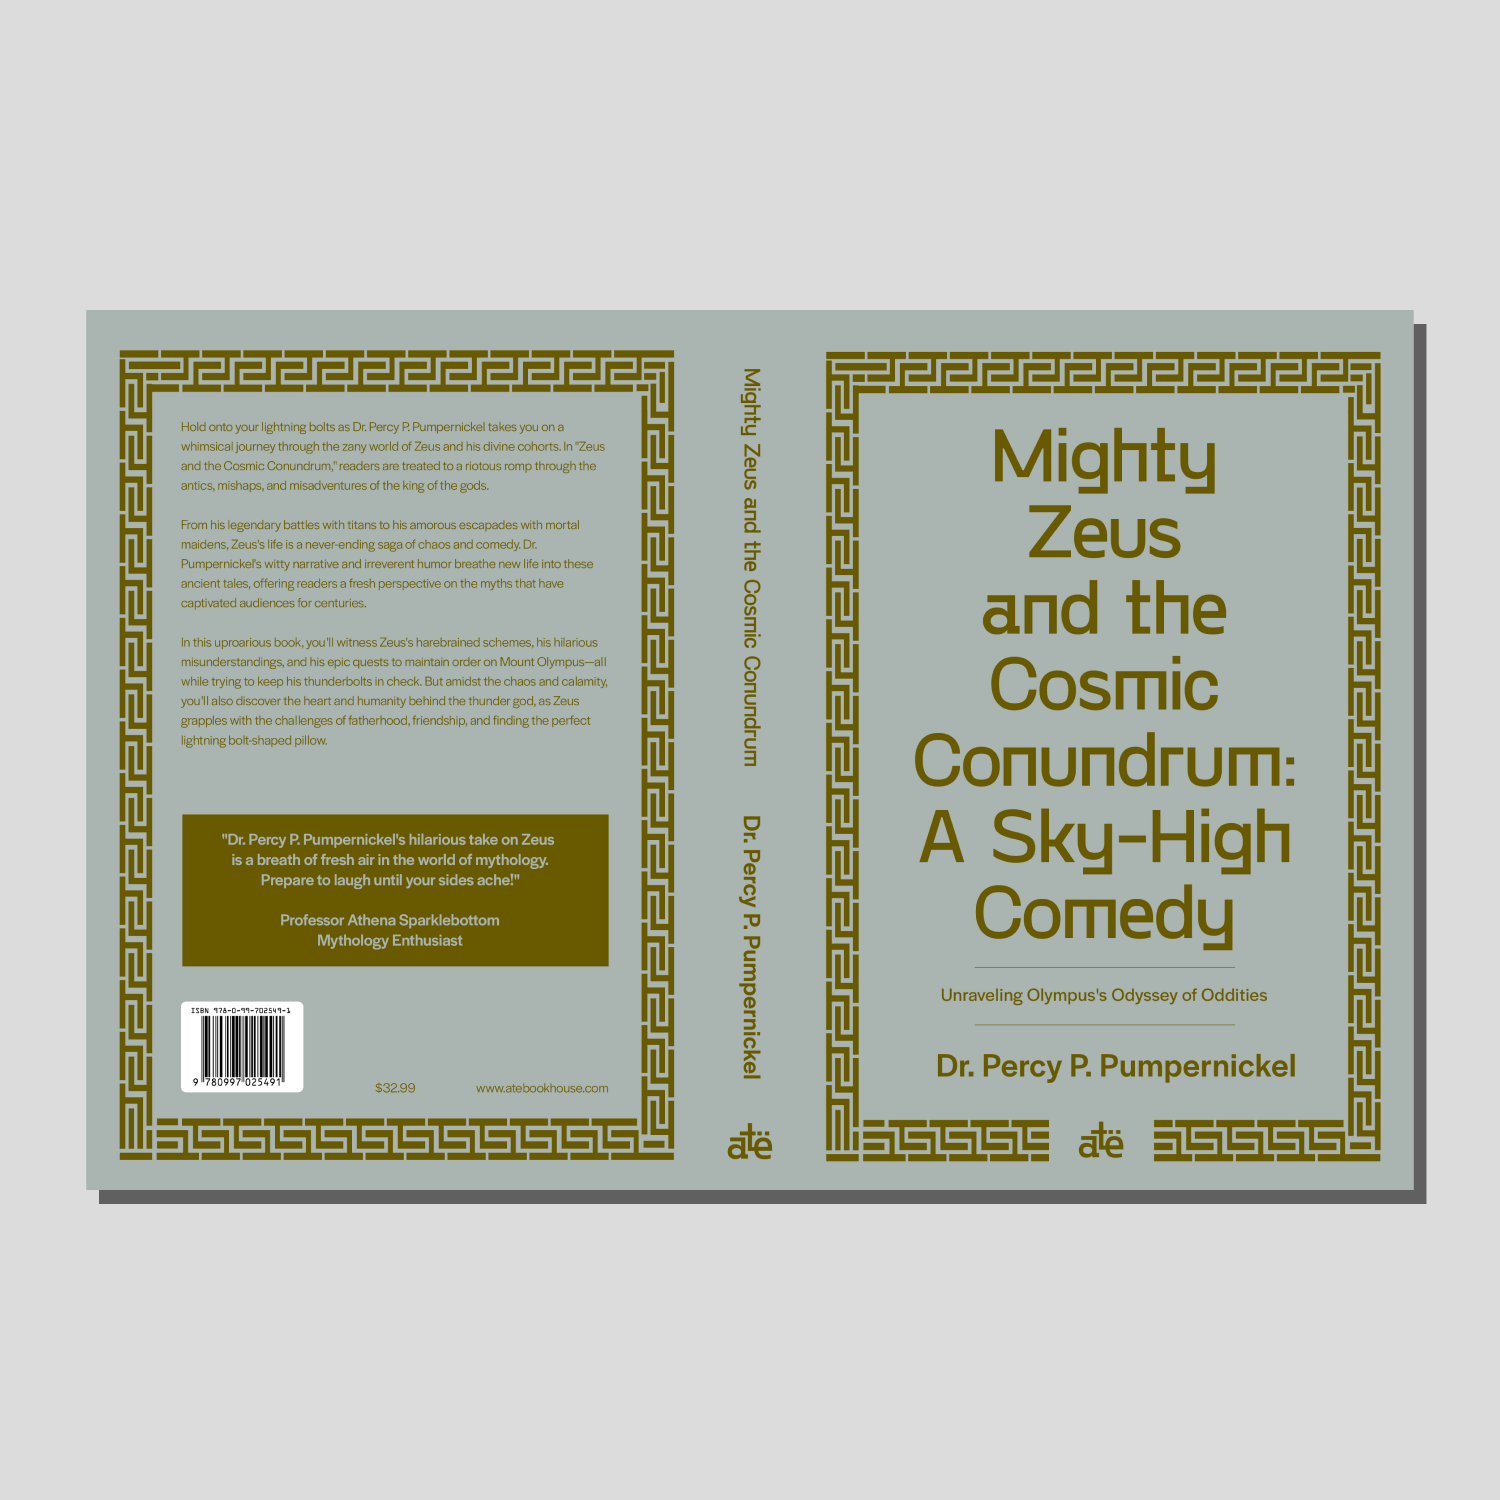 Hold onto your lightning bolts as Dr. Percy P. Pumpernickel takes you on a
whimsical journey through the zany world of Zeus and his divine cohorts. In "Zeus
and the Cosmic Conundrum," readers are treated to a riotous romp through the
antics, mishaps, and misadventures of the king of the gods.
From his legendary battles with titans to his amorous escapades with mortal
maidens, Zeus's life is a never-ending saga of chaos and comedy. Dr.
Pumpernickel's witty narrative and irreverent humor breathe new life into these
ancient tales, offering readers a fresh perspective on the myths that have
captivated audiences for centuries.
In this uproarious book, you'll witness Zeus's harebrained schemes, his hilarious
misunderstandings, and his epic quests to maintain order on Mount Olympus—all
while trying to keep his thunderbolts in check. But amidst the chaos and calamity,
you'll also discover the heart and humanity behind the thunder god, as Zeus
grapples with the challenges of fatherhood, friendship, and finding the perfect
lightning bolt-shaped pillow.
"Dr. Percy P. Pumpernickel's hilarious take on Zeus
is a breath of fresh air in the world of mythology.
Prepare to laugh until your sides ache!"
Professor Athena Sparklebottom
Mythology Enthusiast
ISBN 978-0-99-702549-1
9 780997 025491
$32.99
www.atebookhouse.com
Mighty Zeus and the Cosmic Conundrum
Dr. Percy P. Pumpernickel
atë
Mighty
Zeus
and the
Cosmic
Conundrum:
A Sky-High
Comedy
Unraveling Olympus's Odyssey of Oddities
Dr. Percy P. Pumpernickel
atë